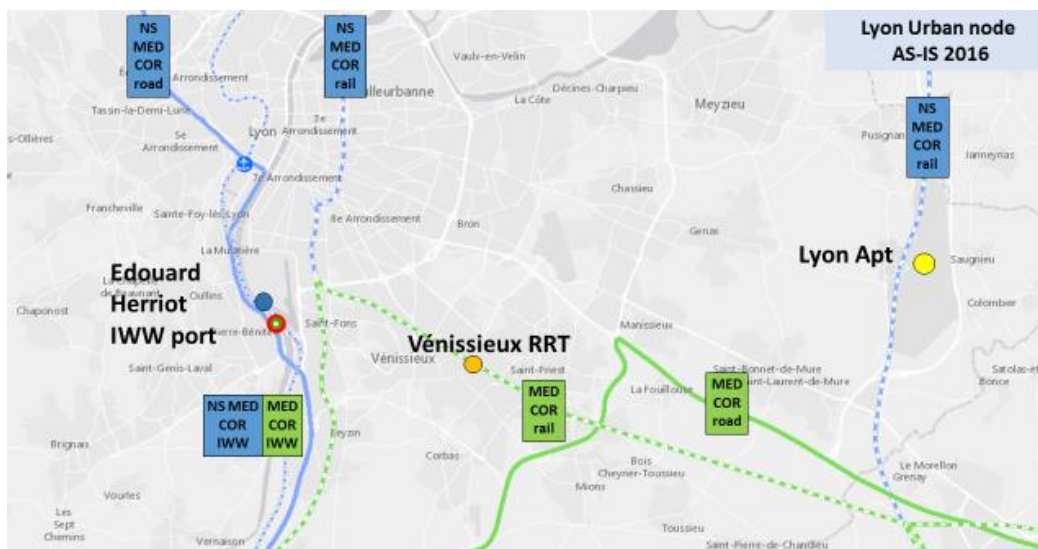 NS
MED
COR
road
NS
MED
COR
rail
Lyon Urban node
AS-IS 2016
Vaulx-en-Velin
Décines-Charpieu
La Côte
Meyzieu
Arrondissement
Tassin-la-Demi-Lune
5e
Arrondissement
Lyon
3e
Arrondissement
7e Arrondissement
NS
MED
COR
rail
Pusignan
Janneyrias
Francheville
Sainte-Foy-lès-Lyon
8e Arrondissement
Bron
Chassieu
Genas
La Mulatière
Lyon Apt
Saugnieu
Edouard
Herriot
IWW port
Oullins
Chaponost
Pierre-Bénite
Saint-Fons
Manissieux
Colombier
Saint-Genis-Laval
Vénissieux
Vénissieux RRT
Saint-Priest
La Fouillouse
Saint-Bonnet-de-Mure
Saint-Laurent-de-Mure
Satolas-et
Bonce
MED
COR
rail
MED
COR
road
NS MED
COR
IWW
MED
COR
IWW
Feyzin
Brignais
Corbas
Bois
Cheyner-Toussieu
Mions
Le Morellon
Grenay
Vourles
Les
Sept
Chemins
Vernaison
Toussieu
Saint-Pierre-de-Chandieu